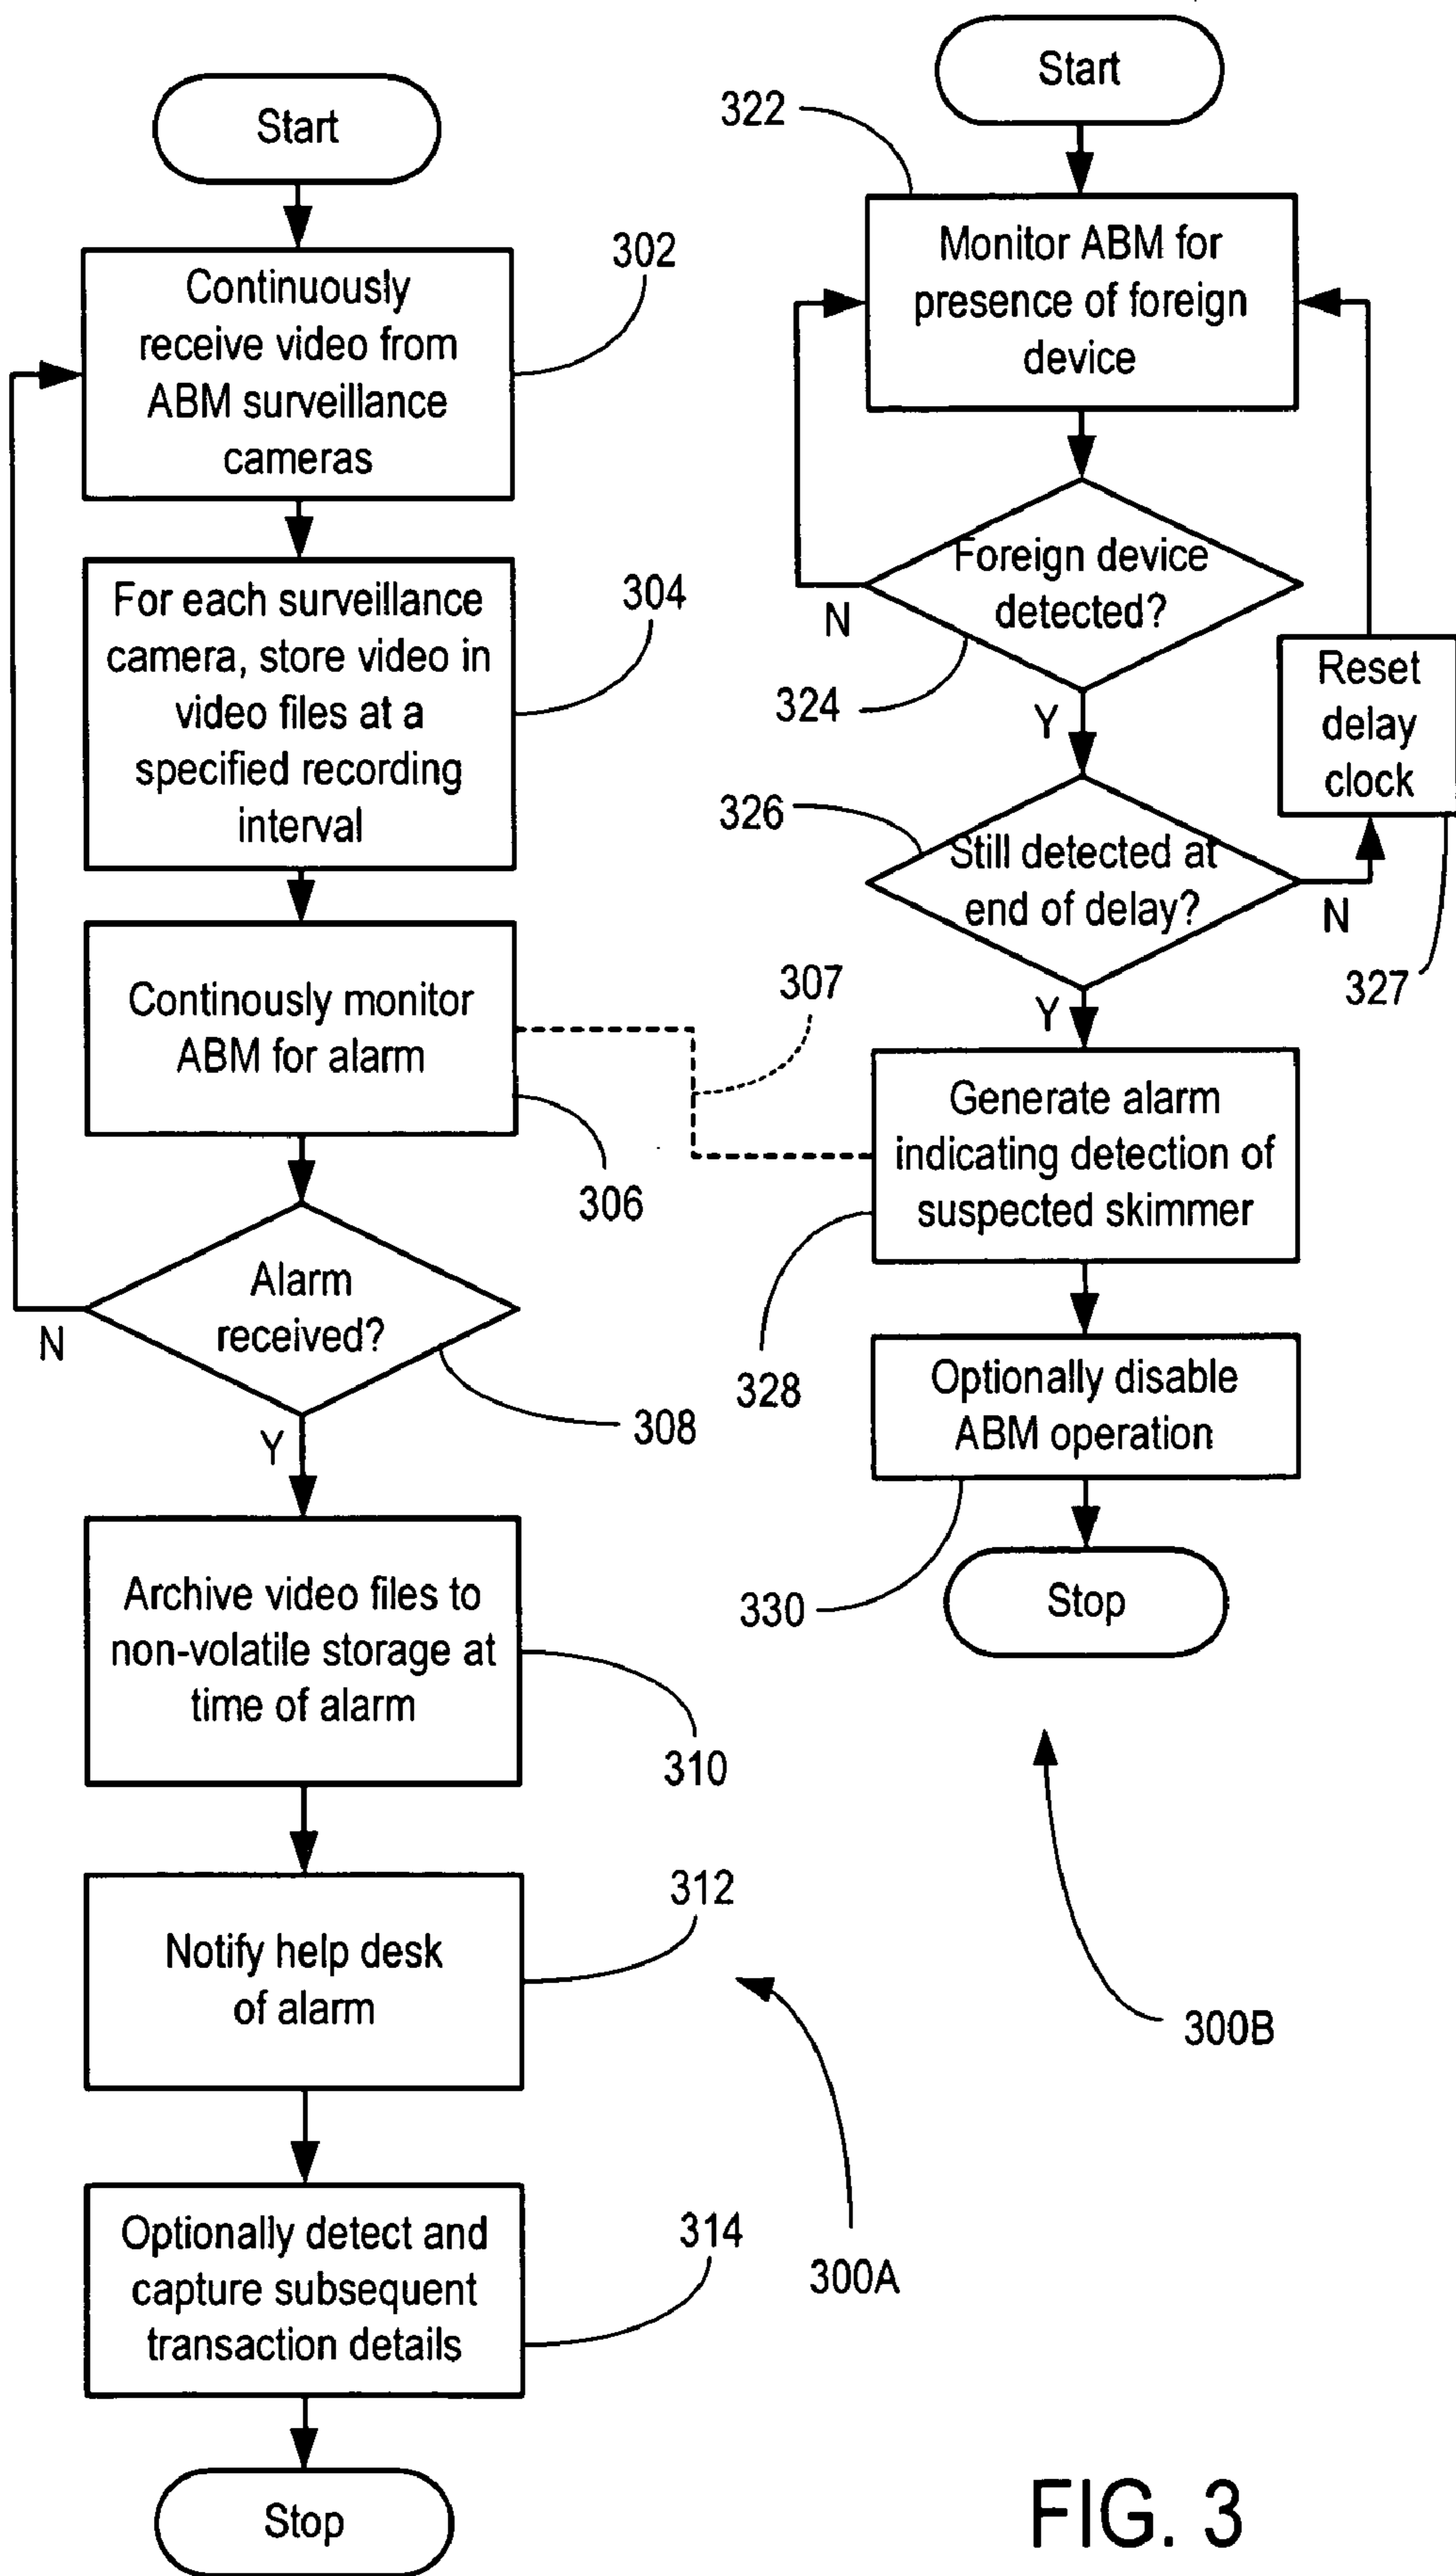 Start
Continuously
receive video from
ABM surveillance
cameras
302
For each surveillance
camera, store video in
video files at a
specified recording
interval
304
Continously monitor
ABM for alarm
306
307
Alarm
received?
N
Y
308
Archive video files to
non-volatile storage at
time of alarm
310
Notify help desk
of alarm
312
Optionally detect and
capture subsequent
transaction details
314
300A
Stop
Start
322
Monitor ABM for
presence of foreign
device
Foreign device
detected?
N
324
Y
Reset
delay
clock
326
Still detected at
end of delay?
N
327
Y
Generate alarm
indicating detection of
suspected skimmer
328
Optionally disable
ABM operation
330
Stop
300B
FIG. 3